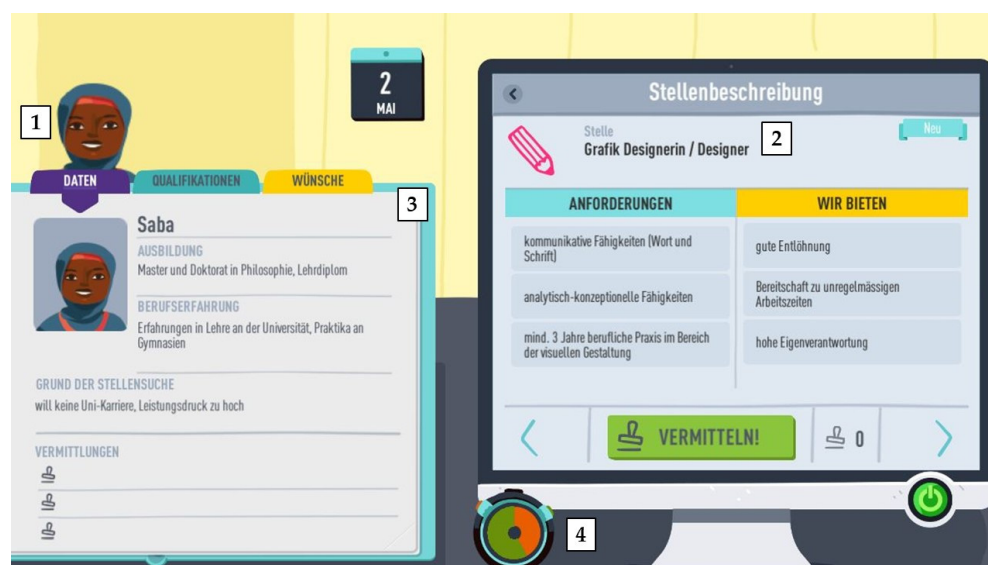 1
2
MAI
DATEN
QUALIFIKATIONEN
WÜNSCHE
3
Saba
AUSBILDUNG
Master und Doktorat in Philosophie, Lehrdiplom
BERUFSERFAHRUNG
Erfahrungen in Lehre an der Universität, Praktika an
Gymnasien
GRUND DER STELLENSUCHE
will keine Uni-Karriere, Leistungsdruck zu hoch
VERMITTLUNGEN
Stellenbeschreibung
Stelle
Grafik Designerin / Designer
2
Neu
ANFORDERUNGEN
WIR BIETEN
kommunikative Fähigkeiten (Wort und
Schrift)
gute Entlöhnung
analytisch-konzeptionelle Fähigkeiten
Bereitschaft zu unregelmässigen
Arbeitszeiten
mind. 3 Jahre berufliche Praxis im Bereich
der visuellen Gestaltung
hohe Eigenverantwortung
VERMITTELN!
0
4